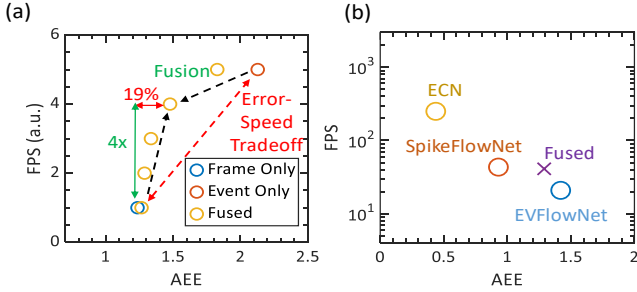 (a)
(b)
6
4
2
0
FPS (a.u.)
Fusion
19%
4x
Error-
Speed
Tradeoff
Frame Only
Event Only
Fused
1
1.5
2
2.5
AEE
10³
10²
10¹
FPS
ECN
SpikeFlowNet
Fused
EVFlowNet
0
0.5
1
1.5
2
AEE